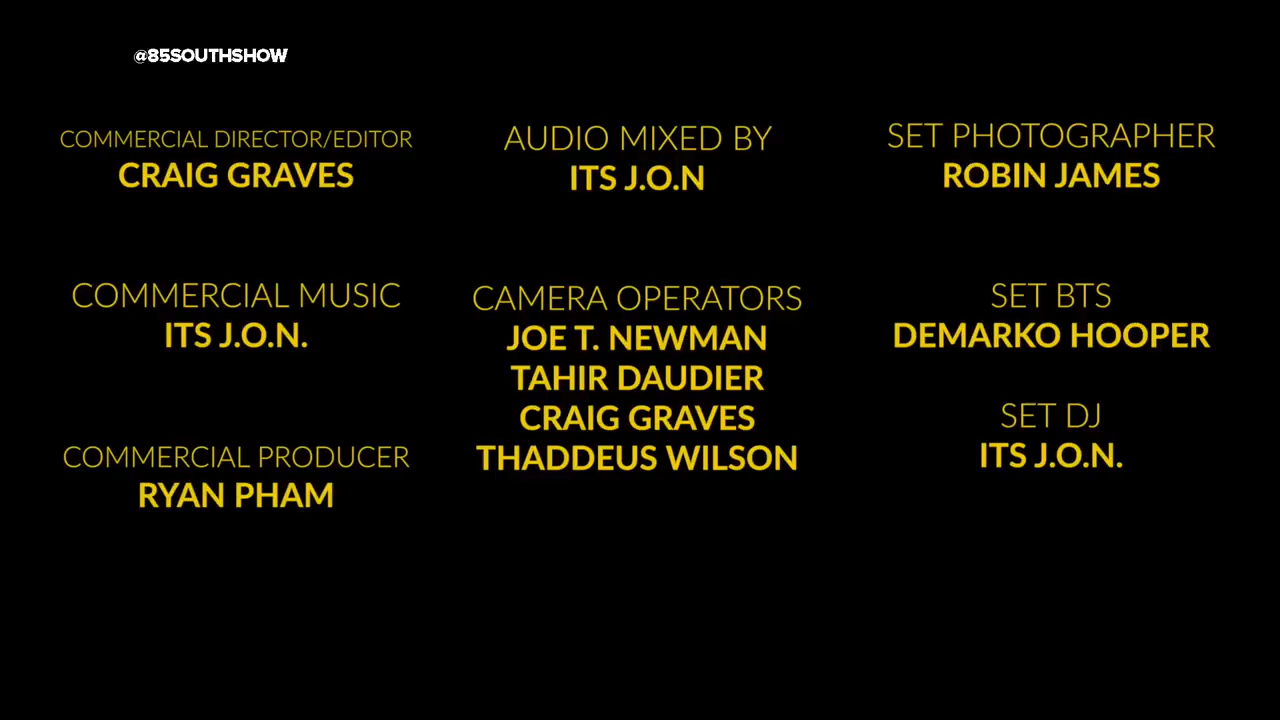 @85SOUTHSHOW
COMMERCIAL DIRECTOR/EDITOR
CRAIG GRAVES
COMMERCIAL MUSIC
ITS J.O.N.
COMMERCIAL PRODUCER
RYAN PHAM
AUDIO MIXED BY
ITS J.O.N
CAMERA OPERATORS
JOE T. NEWMAN
TAHIR DAUDIER
CRAIG GRAVES
THADDEUS WILSON
SET PHOTOGRAPHER
ROBIN JAMES
SET BTS
DEMARKO HOOPER
SET DJ
ITS J.O.N.